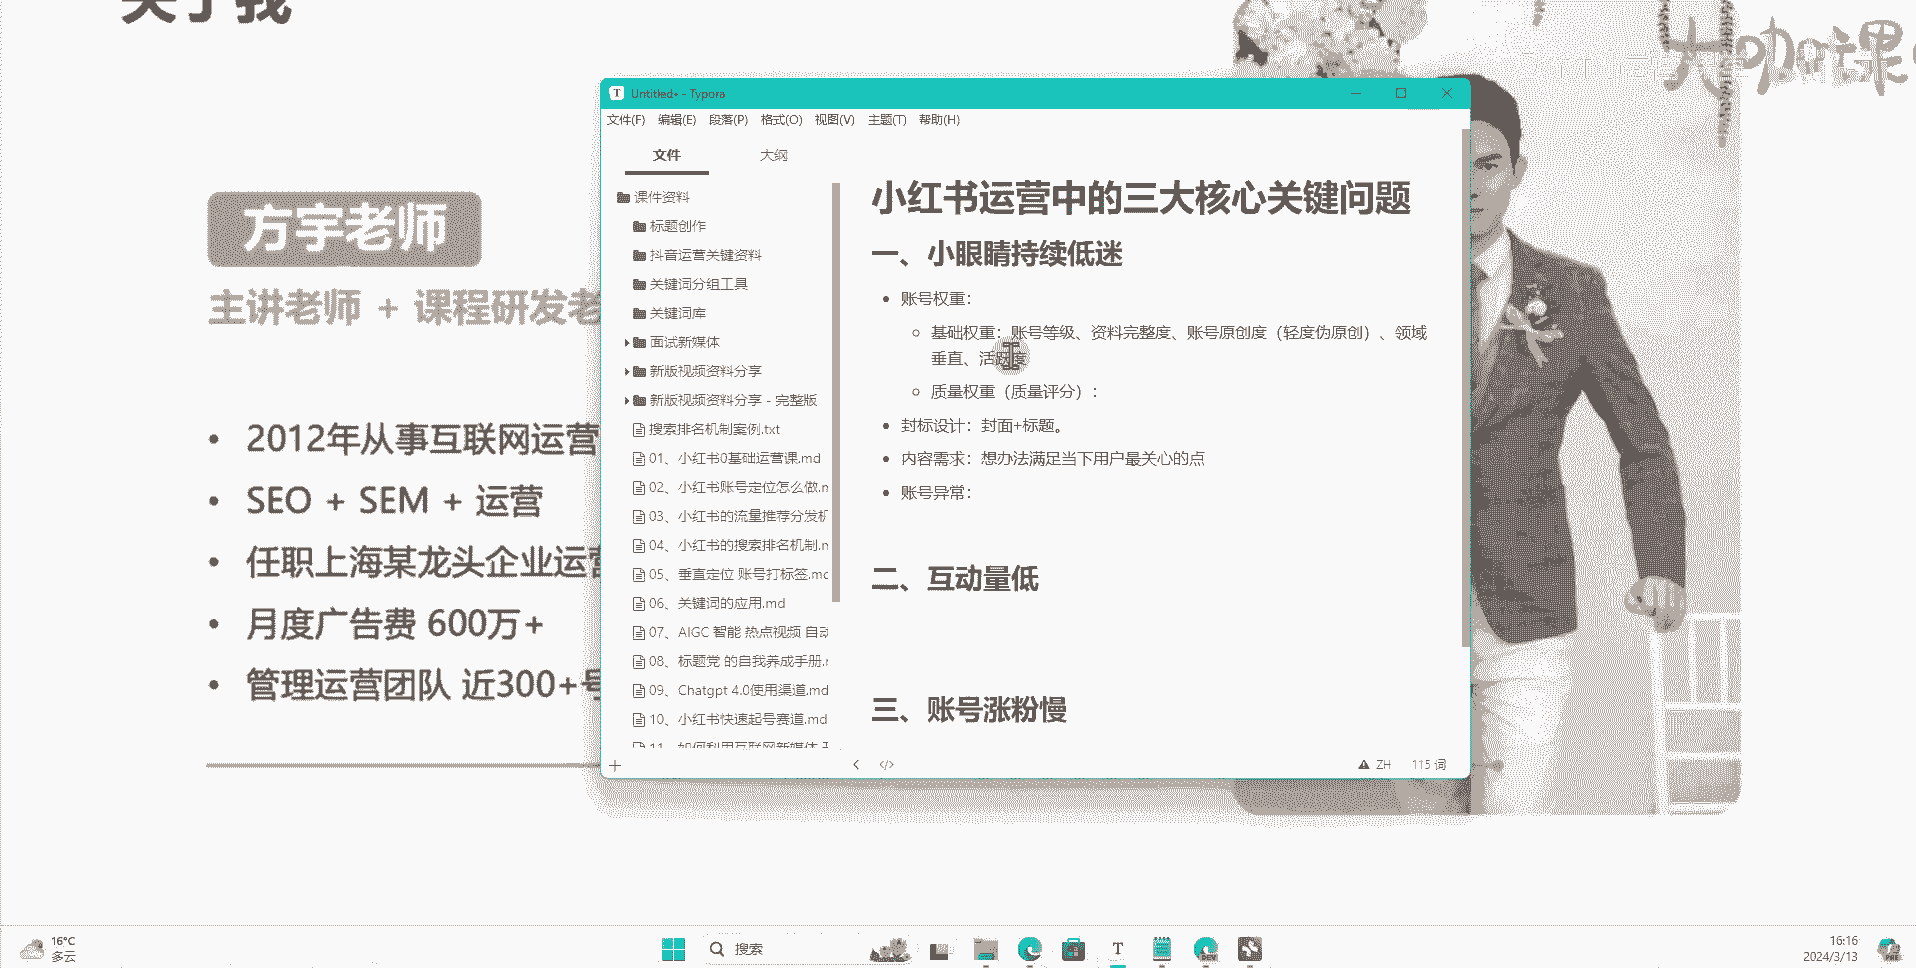 关于我
大咖课
方宇老师
主讲老师 + 课程研发老
2012年从事互联网运营
SEO + SEM + 运营
任职上海某龙头企业运营
月度广告费 600万+
管理运营团队 近300+号
Untitled• - Typora
文件(F) 编辑(E) 段落(P) 格式(O) 视图(V) 主题(T) 帮助(H)
文件 大纲
课件资料
标题创作
抖音运营关键资料
关键词分组工具
关键词库
面试新媒体
新版视频资料分享
新版视频资料分享 - 完整版
搜索排名机制案例.txt
01、小红书0基础运营课.md
02、小红书账号定位怎么做.m
03、小红书的流量推荐分发机
04、小红书的搜索排名机制.m
05、垂直定位 账号打标签.md
06、关键词的应用.md
07、AIGC 智能 热点视频 自动
08、标题党 的自我养成手册.m
09、Chatgpt 4.0使用渠道.md
10、小红书快速起号赛道.md
11、如何利用互联网新媒体
小红书运营中的三大核心关键问题
一、小眼睛持续低迷
账号权重：
基础权重：账号等级、资料完整度、账号原创度（轻度伪原创）、领域
垂直、活跃度
质量权重（质量评分）：
封标设计：封面+标题。
内容需求：想办法满足当下用户最关心的点
账号异常：
二、互动量低
三、账号涨粉慢
ZH 115 词
16°C
多云
搜索
16:16
2024/3/13